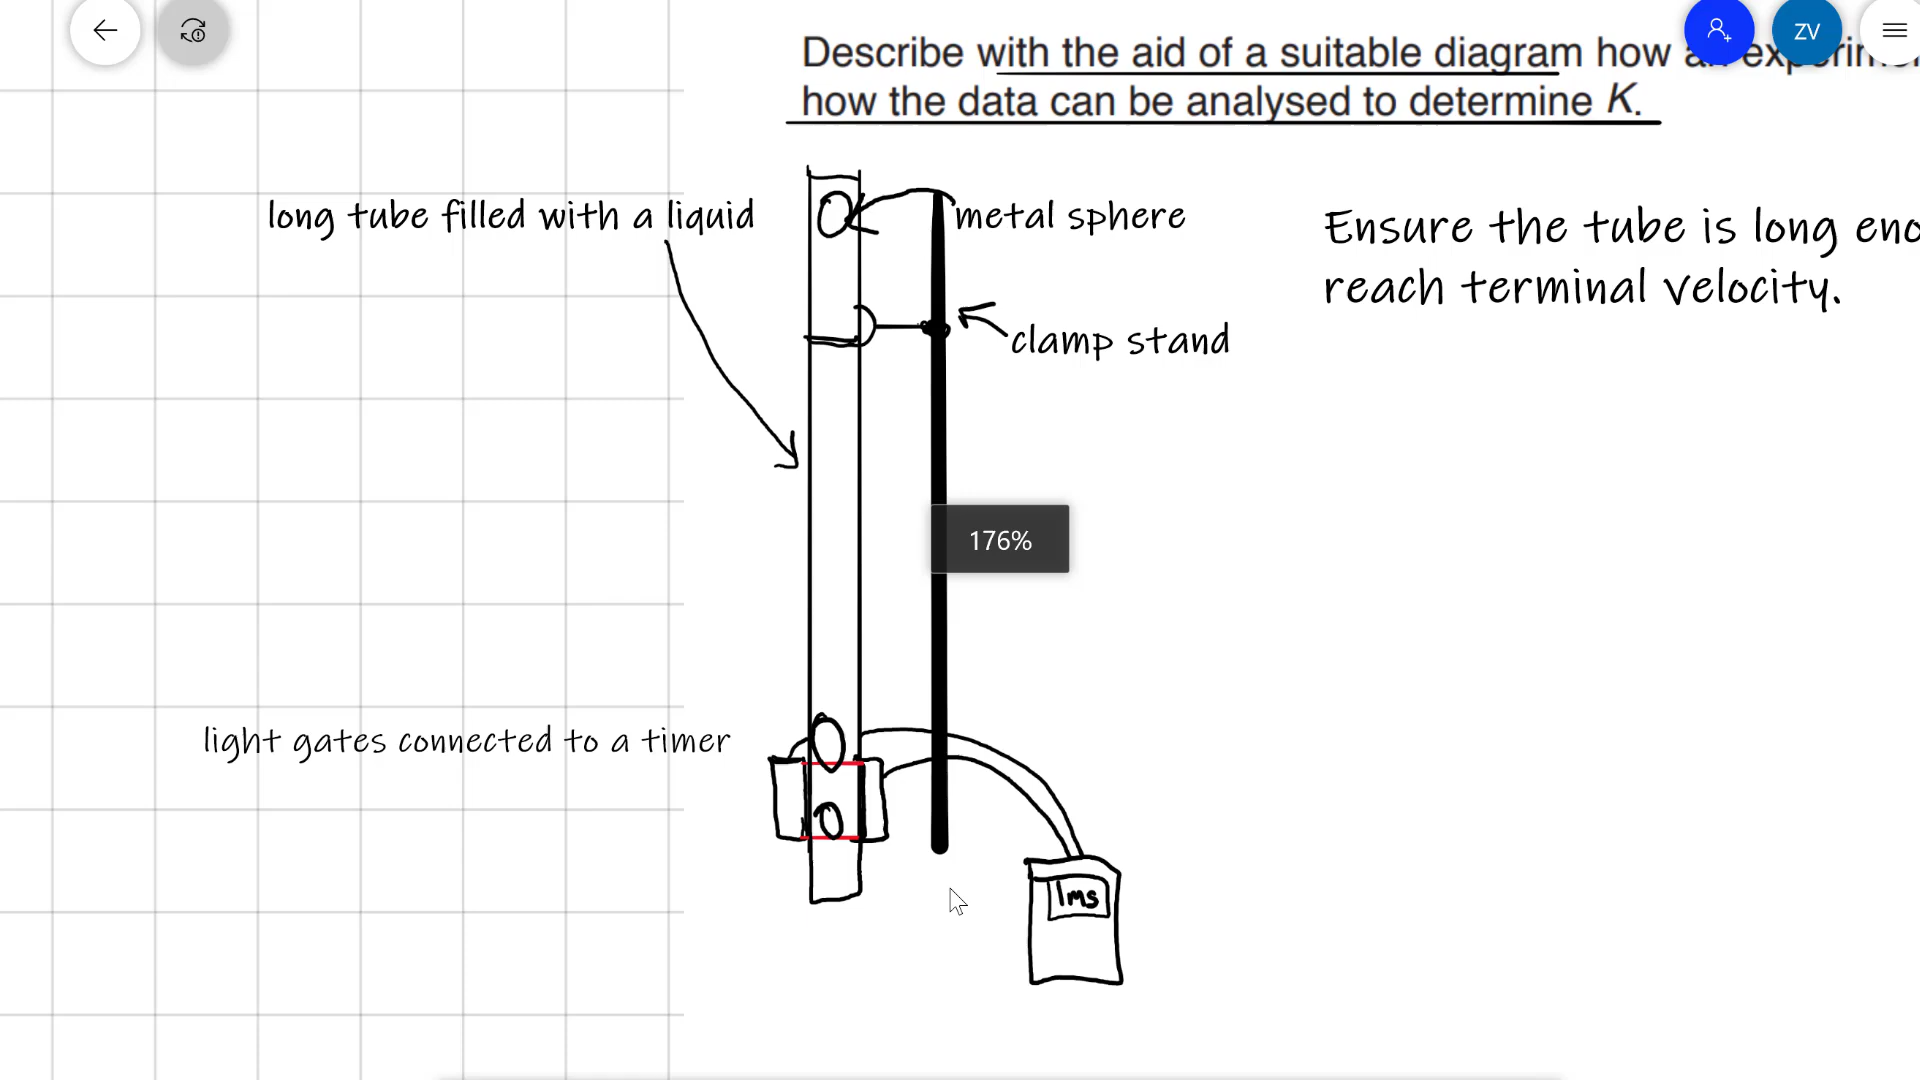 Describe with the aid of a suitable diagram how an
how the data can be analysed to determine K.
ZV
long tube filled with a liquid
metal sphere
Ensure the tube is long
reach terminal velocity.
clamp stand
176%
light gates connected to a timer
1ms